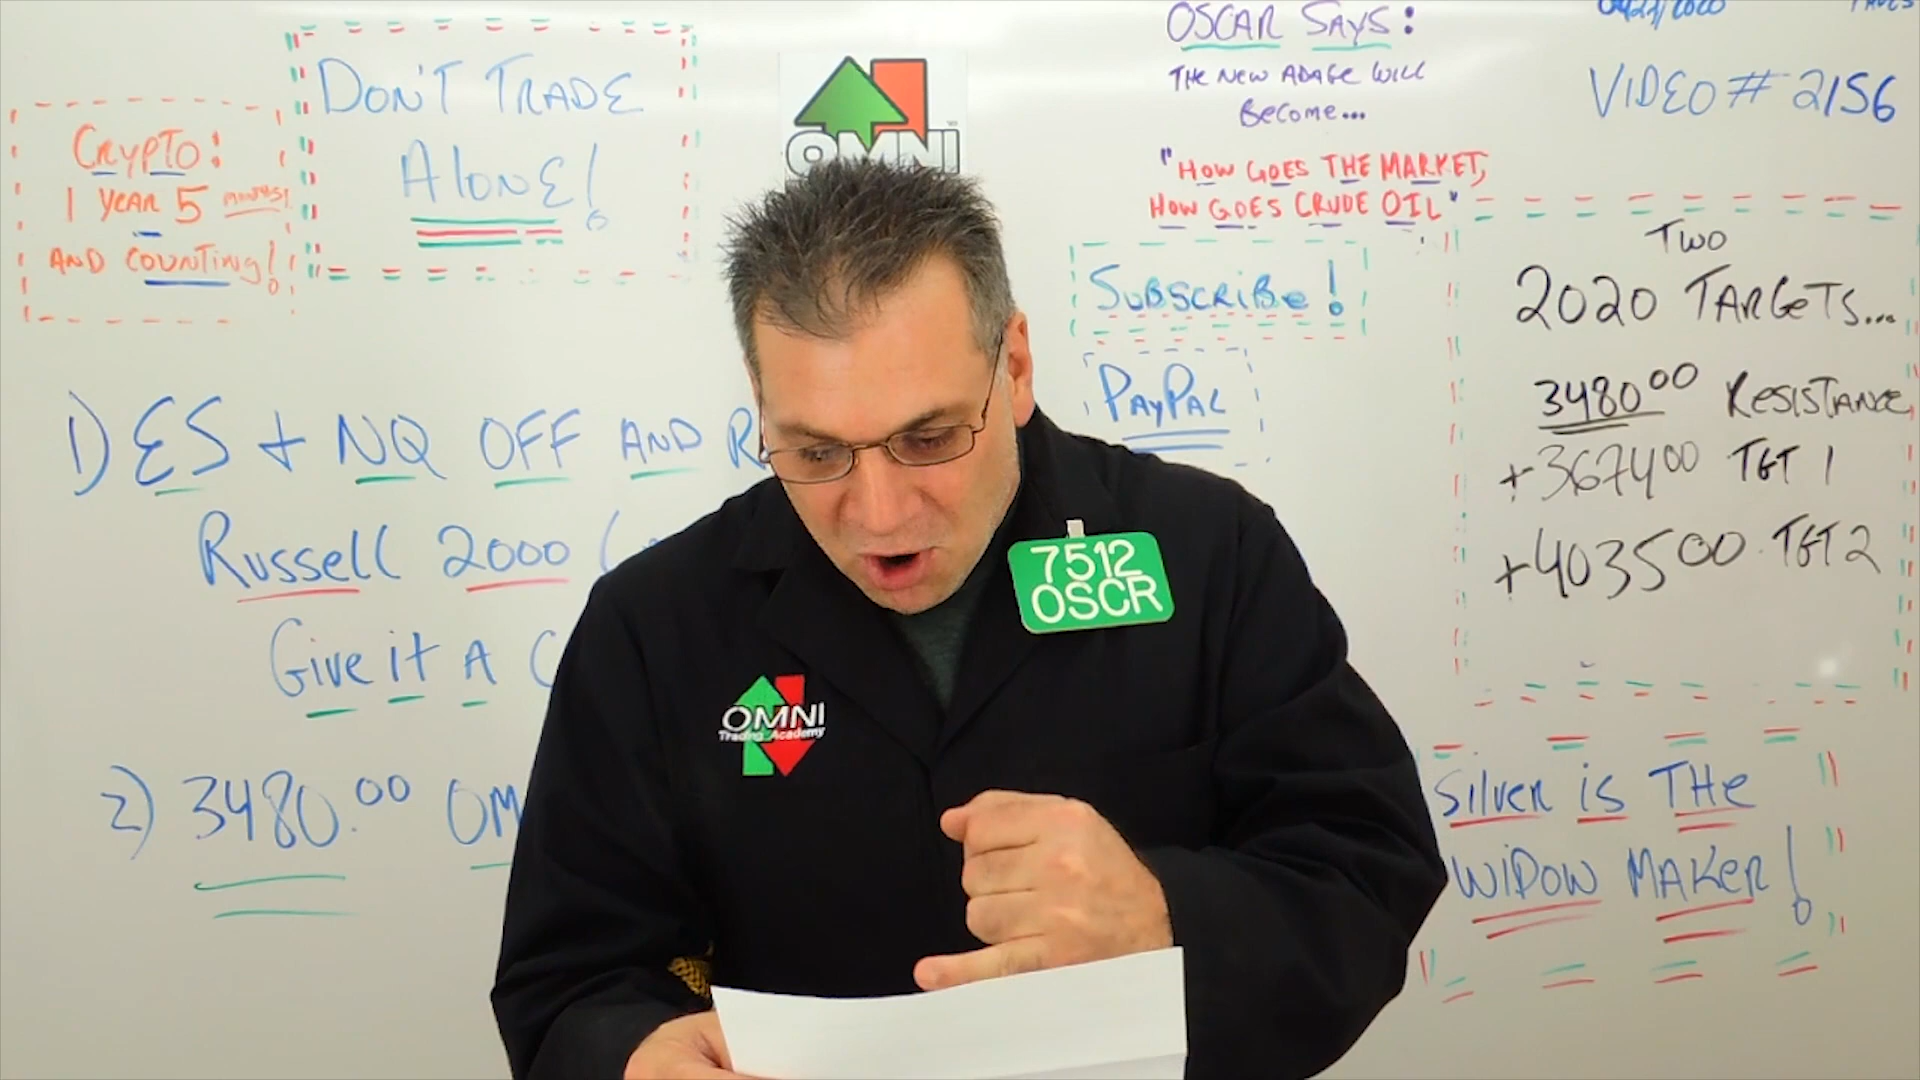 CRYPTO:
1 YEAR 5 MONTHS!
AND COUNTING!
DON'T TRADE
ALONE!
OMNI
OSCAR SAYS:
THE NEW ADAGE WILL
BECOME...
"HOW GOES THE MARKET,
HOW GOES CRUDE OIL"
VIDEO # 2156
SUBSCRIBE!
PAYPAL
TWO
2020 TARGETS...
3480.00 RESISTANCE
+3674.00 TGT 1
+4035.00 TGT 2
SILVER IS THE
WIDOW MAKER!
1) ES + NQ OFF AND
RUSSELL 2000
GIVE IT A
2) 3480.00
7512
OSCR
OMNI
Trading Academy